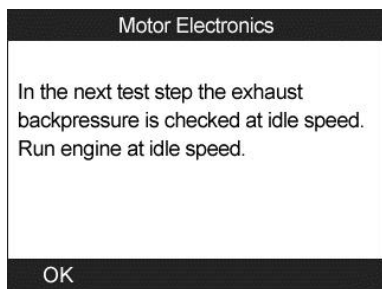 Motor Electronics
In the next test step the exhaust
backpressure is checked at idle speed.
Run engine at idle speed.
OK